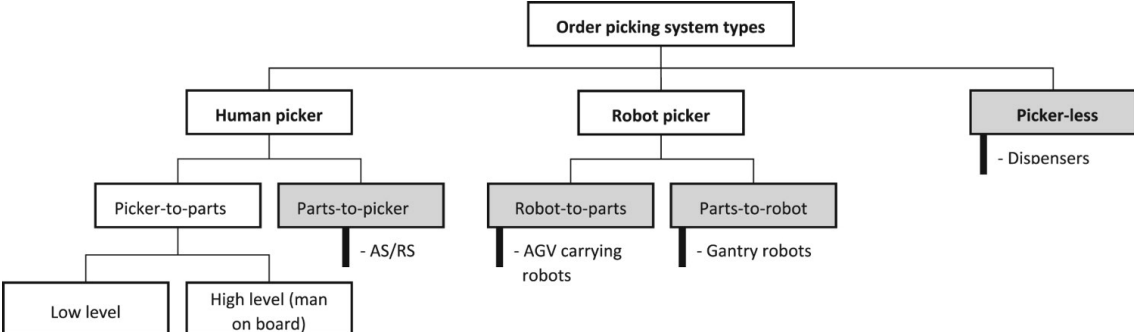 Order picking system types
Human picker
Robot picker
Picker-less
- Dispensers
Picker-to-parts
Parts-to-picker
Robot-to-parts
Parts-to-robot
- AS/RS
- AGV carrying
robots
- Gantry robots
Low level
High level (man
on board)